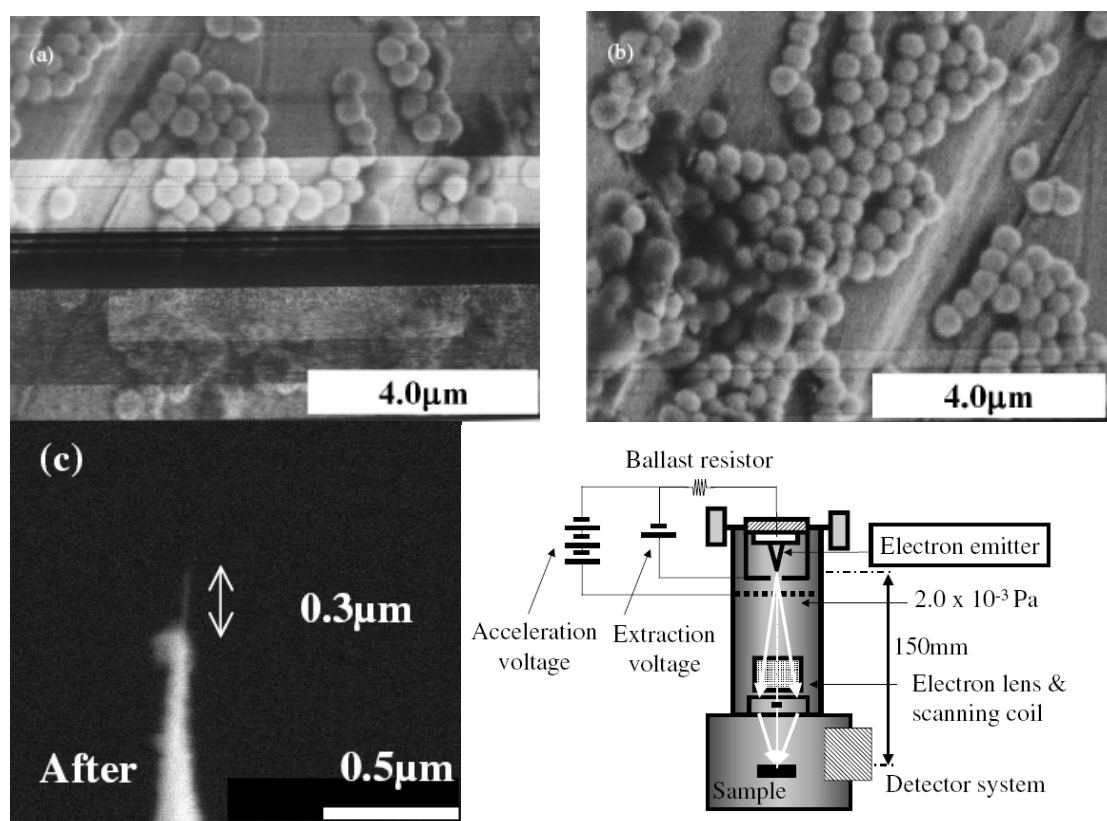 (a)
4.0μm
(b)
4.0μm
(c)
0.3μm
After
0.5μm
Ballast resistor
Electron emitter
2.0 x 10⁻³ Pa
Acceleration
voltage
Extraction
voltage
150mm
Electron lens &
scanning coil
Sample
Detector system